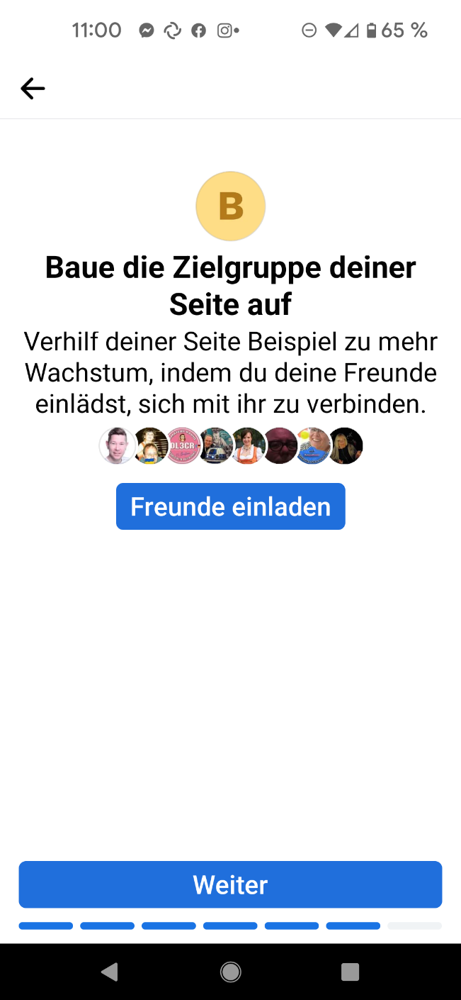 11:00
65 %
B
Baue die Zielgruppe deiner
Seite auf
Verhilf deiner Seite Beispiel zu mehr
Wachstum, indem du deine Freunde
einlädst, sich mit ihr zu verbinden.
DL3CR
Freunde einladen
Weiter